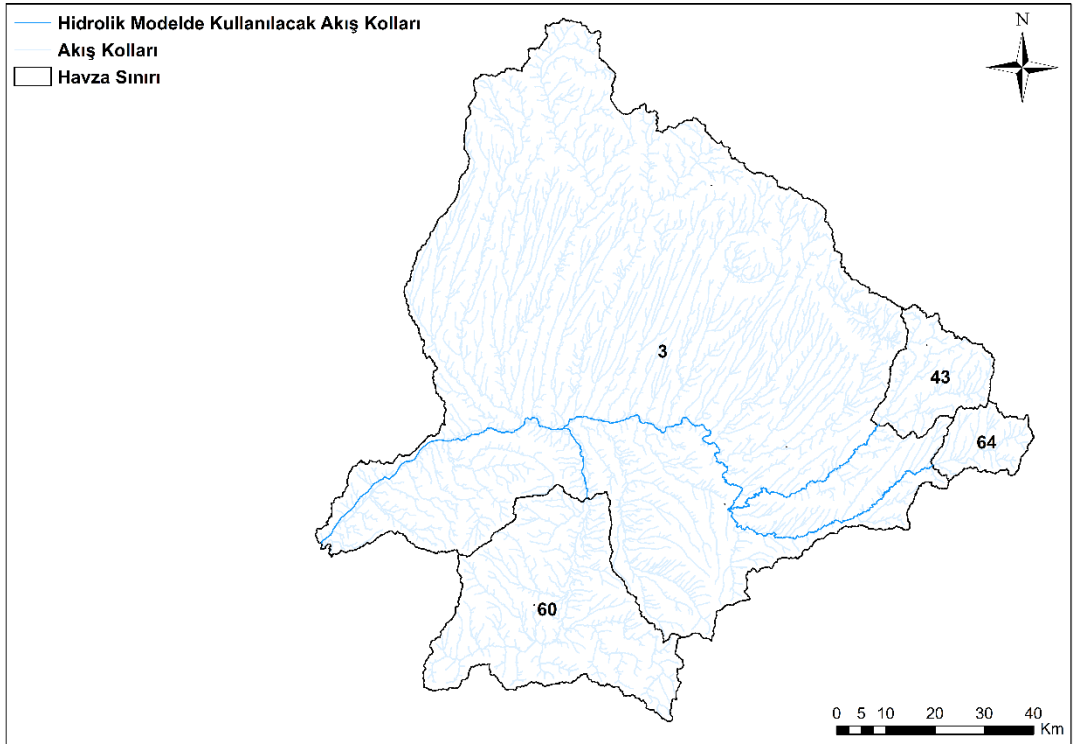 Hidrolik Modelde Kullanılacak Akış Kolları
Akış Kolları
Havza Sınırı
N
3
43
64
60
0 5 10 20 30 40
Km